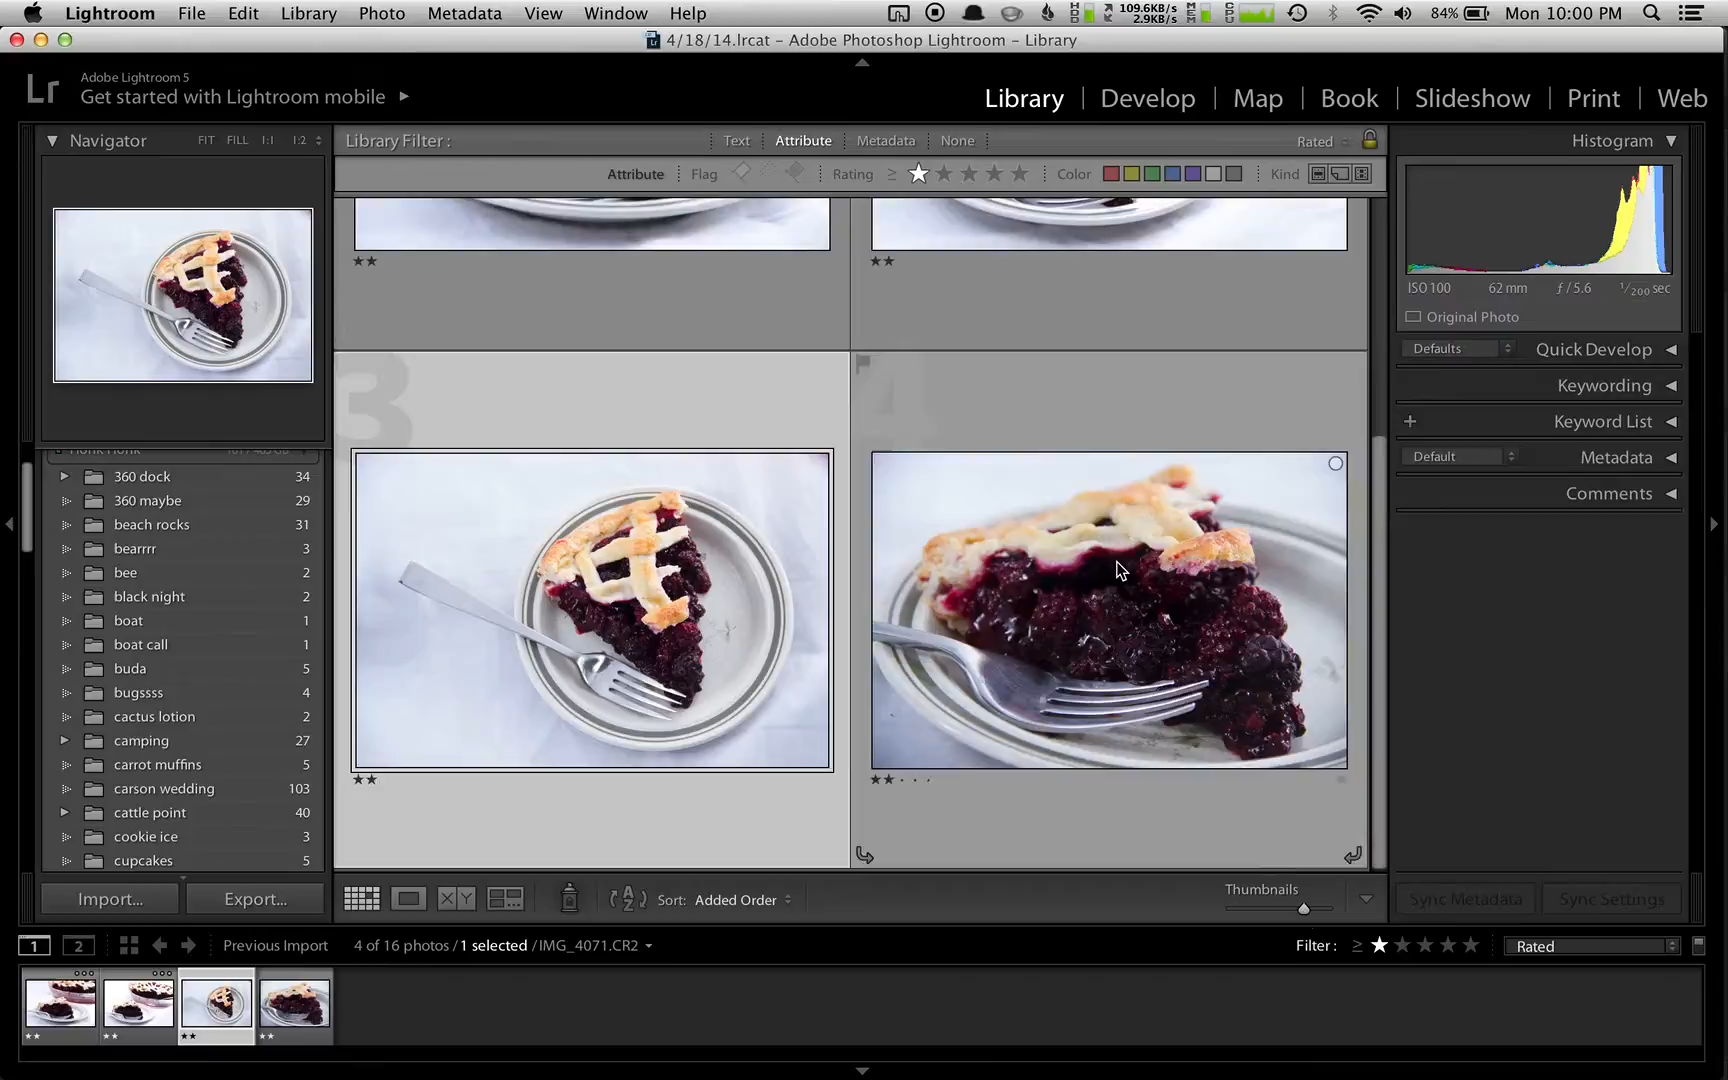 Lightroom File Edit Library Photo Metadata View Window Help 109.6KB/s 2.9KB/s 84% Mon 10:00 PM
4/18/14.lrcat – Adobe Photoshop Lightroom – Library
Lr Adobe Lightroom 5
Get started with Lightroom mobile
Library | Develop | Map | Book | Slideshow | Print | Web
Navigator FIT FILL 1:1 1:2
Library Filter : Text Attribute Metadata None Rated
Attribute Flag Rating ≥ Color Kind
Histogram
ISO 100 62 mm ƒ / 5.6 1/200 sec
Original Photo
Defaults Quick Develop
Keywording
+ Keyword List
Default Metadata
Comments
360 dock 34
360 maybe 29
beach rocks 31
bearrrr 3
bee 2
black night 2
boat 1
boat call 1
buda 5
bugssss 4
cactus lotion 2
camping 27
carrot muffins 5
carson wedding 103
cattle point 40
cookie ice 3
cupcakes 5
3
4
Import... Export...
XY Sort: Added Order Thumbnails
Sync Metadata Sync Settings
1 2 Previous Import 4 of 16 photos / 1 selected / IMG_4071.CR2 Filter : ≥ Rated